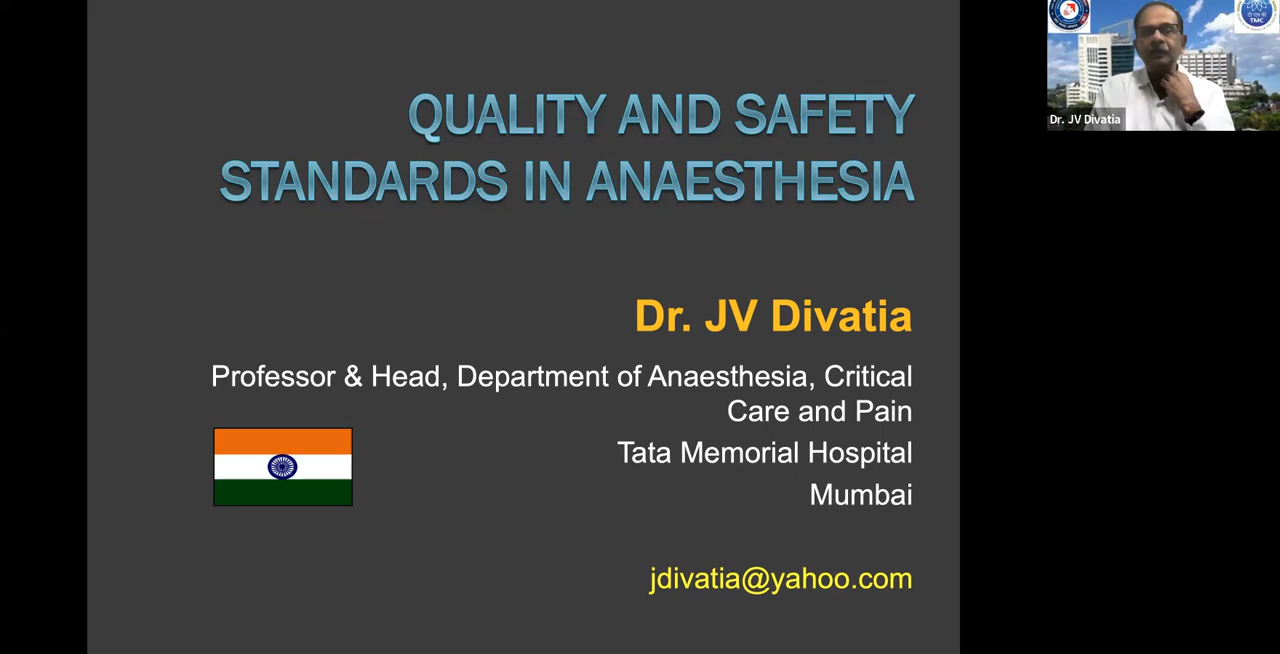 QUALITY AND SAFETY
STANDARDS IN ANAESTHESIA
Dr. JV Divatia
Professor & Head, Department of Anaesthesia, Critical
Care and Pain
Tata Memorial Hospital
Mumbai
jdivatia@yahoo.com
TMC
Dr. JV Divatia